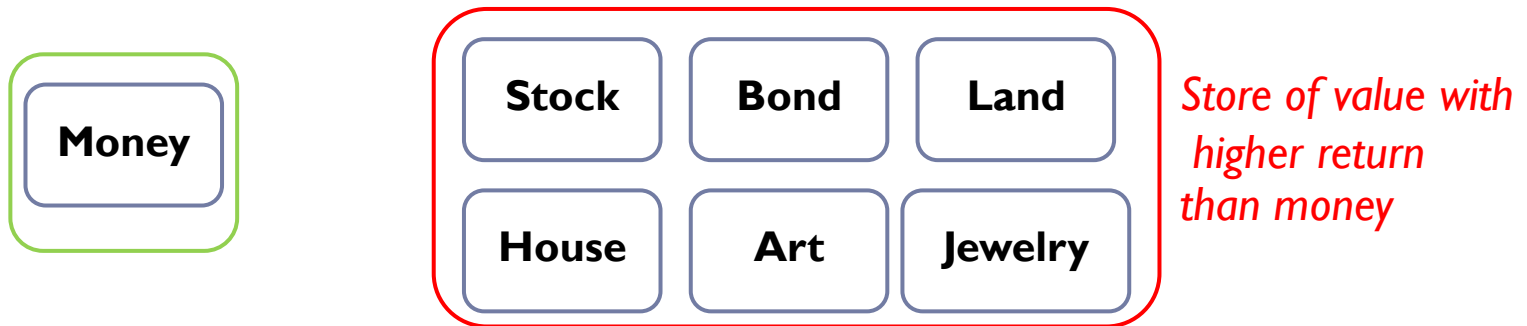 Money
Stock Bond Land
House Art Jewelry
Store of value with
higher return
than money